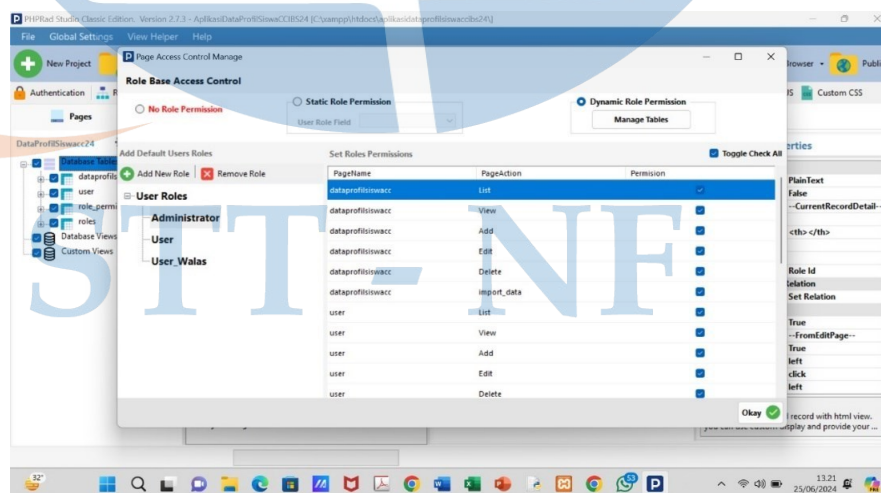 PHPRad Studio Classic Edition. Version 2.7.3 - AplikasiDataProfilSiswaCCIBS24 [C:\xampp\htdocs\aplikasidataprofilsiswaccibs24\]
File Global Settings View Helper Help
New Project
Browser
Publi
Page Access Control Manage
Role Base Access Control
No Role Permission
Static Role Permission
User Role Field
Dynamic Role Permission
Manage Tables
Authentication
JS Custom CSS
Pages
DataProfilSiswacc24
Database Tables
dataprofils
user
role_permi
roles
Database Views
Custom Views
Add Default Users Roles
Add New Role Remove Role
User Roles
Administrator
User
User_Walas
Set Roles Permissions
Toggle Check All
PageName PageAction Permision
dataprofilsiswacc List
dataprofilsiswacc View
dataprofilsiswacc Add
dataprofilsiswacc Edit
dataprofilsiswacc Delete
dataprofilsiswacc import_data
user List
user View
user Add
user Edit
user Delete
Okay
erties
PlainText
False
--CurrentRecordDetail-
<th></th>
Role Id
Relation
Set Relation
True
--FromEditPage--
True
left
click
left
record with html view.
you can use custom display and provide your ...
STT - NF
32°
53
13.21
25/06/2024